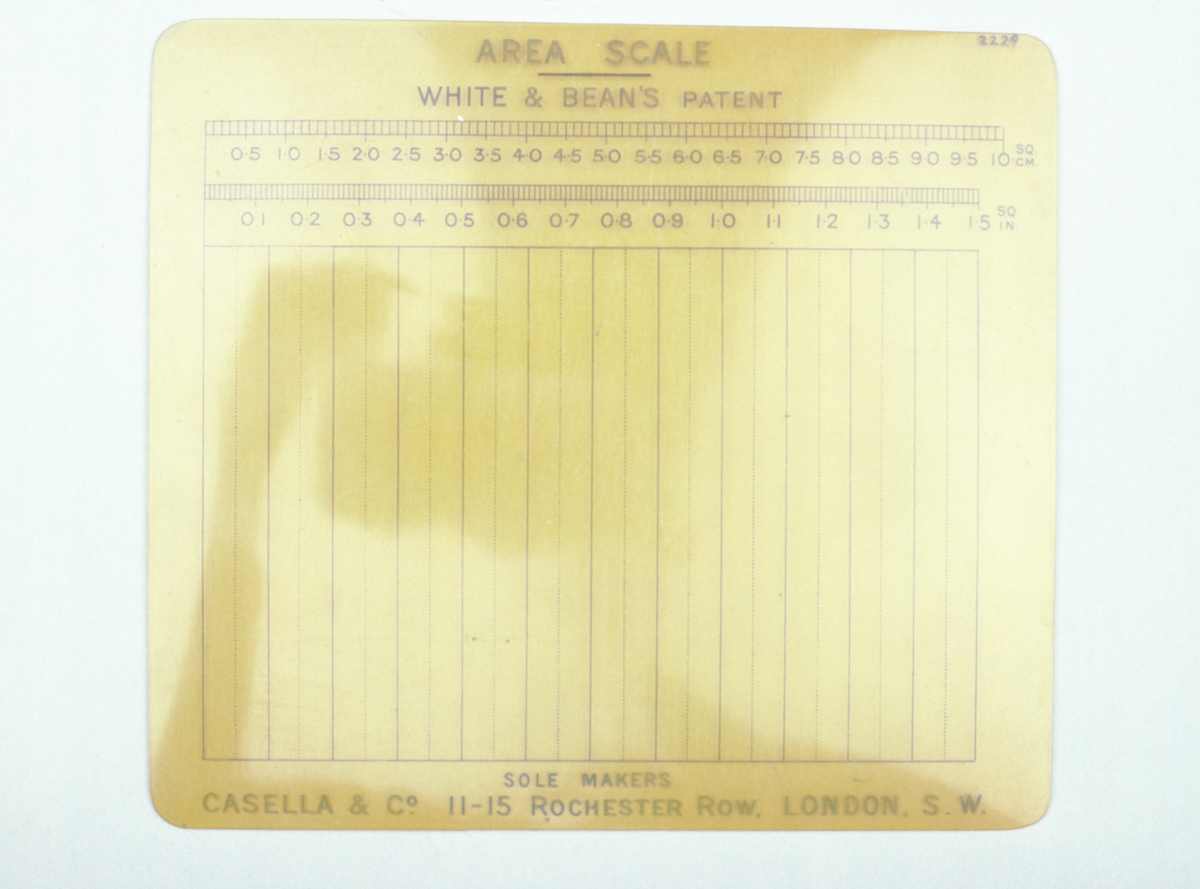 2229
AREA SCALE
WHITE & BEAN'S PATENT
0·5 1·0 1·5 2·0 2·5 3·0 3·5 4·0 4·5 5·0 5·5 6·0 6·5 7·0 7·5 8·0 8·5 9·0 9·5 10 SQ. CM.
0·1 0·2 0·3 0·4 0·5 0·6 0·7 0·8 0·9 1·0 1·1 1·2 1·3 1·4 1·5 SQ. IN.
SOLE MAKERS
CASELLA & Cº 11-15 ROCHESTER ROW, LONDON, S.W.